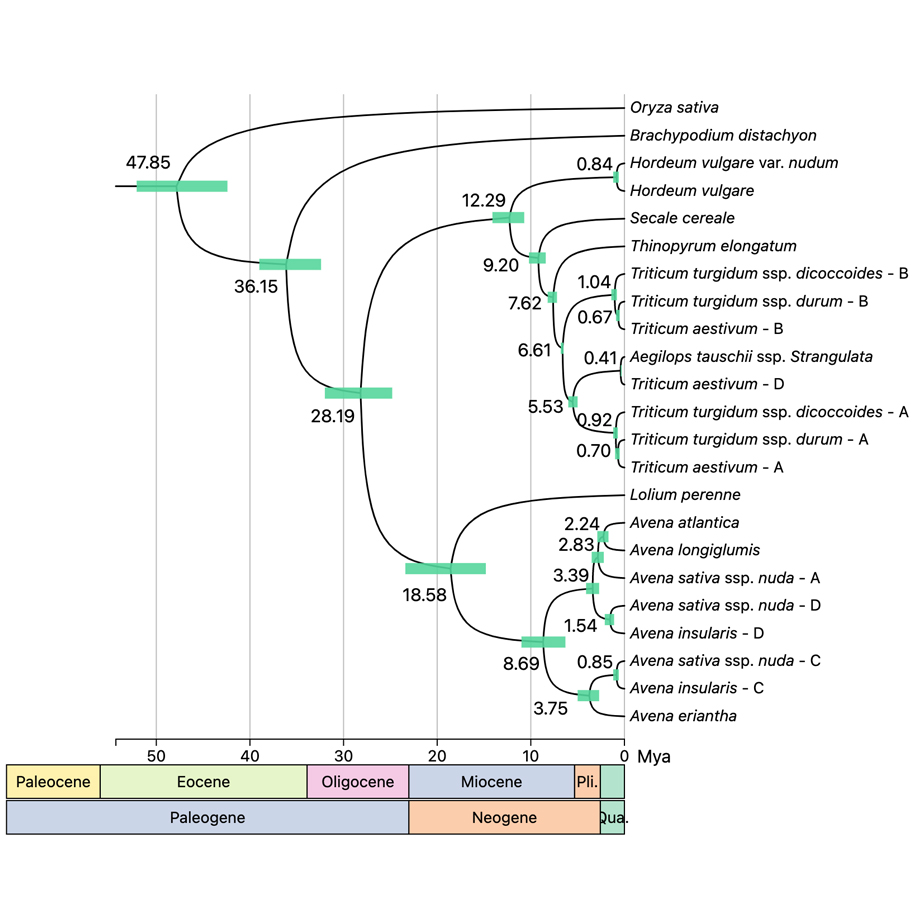 Oryza sativa
Brachypodium distachyon
47.85
0.84
Hordeum vulgare var. nudum
Hordeum vulgare
12.29
Secale cereale
Thinopyrum elongatum
9.20
36.15
1.04
Triticum turgidum ssp. dicoccoides - B
7.62
Triticum turgidum ssp. durum - B
0.67
Triticum aestivum - B
6.61
0.41
Aegilops tauschii ssp. Strangulata
Triticum aestivum - D
28.19
5.53
0.92
Triticum turgidum ssp. dicoccoides - A
Triticum turgidum ssp. durum - A
0.70
Triticum aestivum - A
Lolium perenne
2.24
Avena atlantica
2.83
Avena longiglumis
3.39
Avena sativa ssp. nuda - A
18.58
Avena sativa ssp. nuda - D
1.54
Avena insularis - D
8.69
0.85
Avena sativa ssp. nuda - C
Avena insularis - C
3.75
Avena eriantha
50 40 30 20 10 0 Mya
Paleocene Eocene Oligocene Miocene Pli.
Paleogene Neogene Qua.